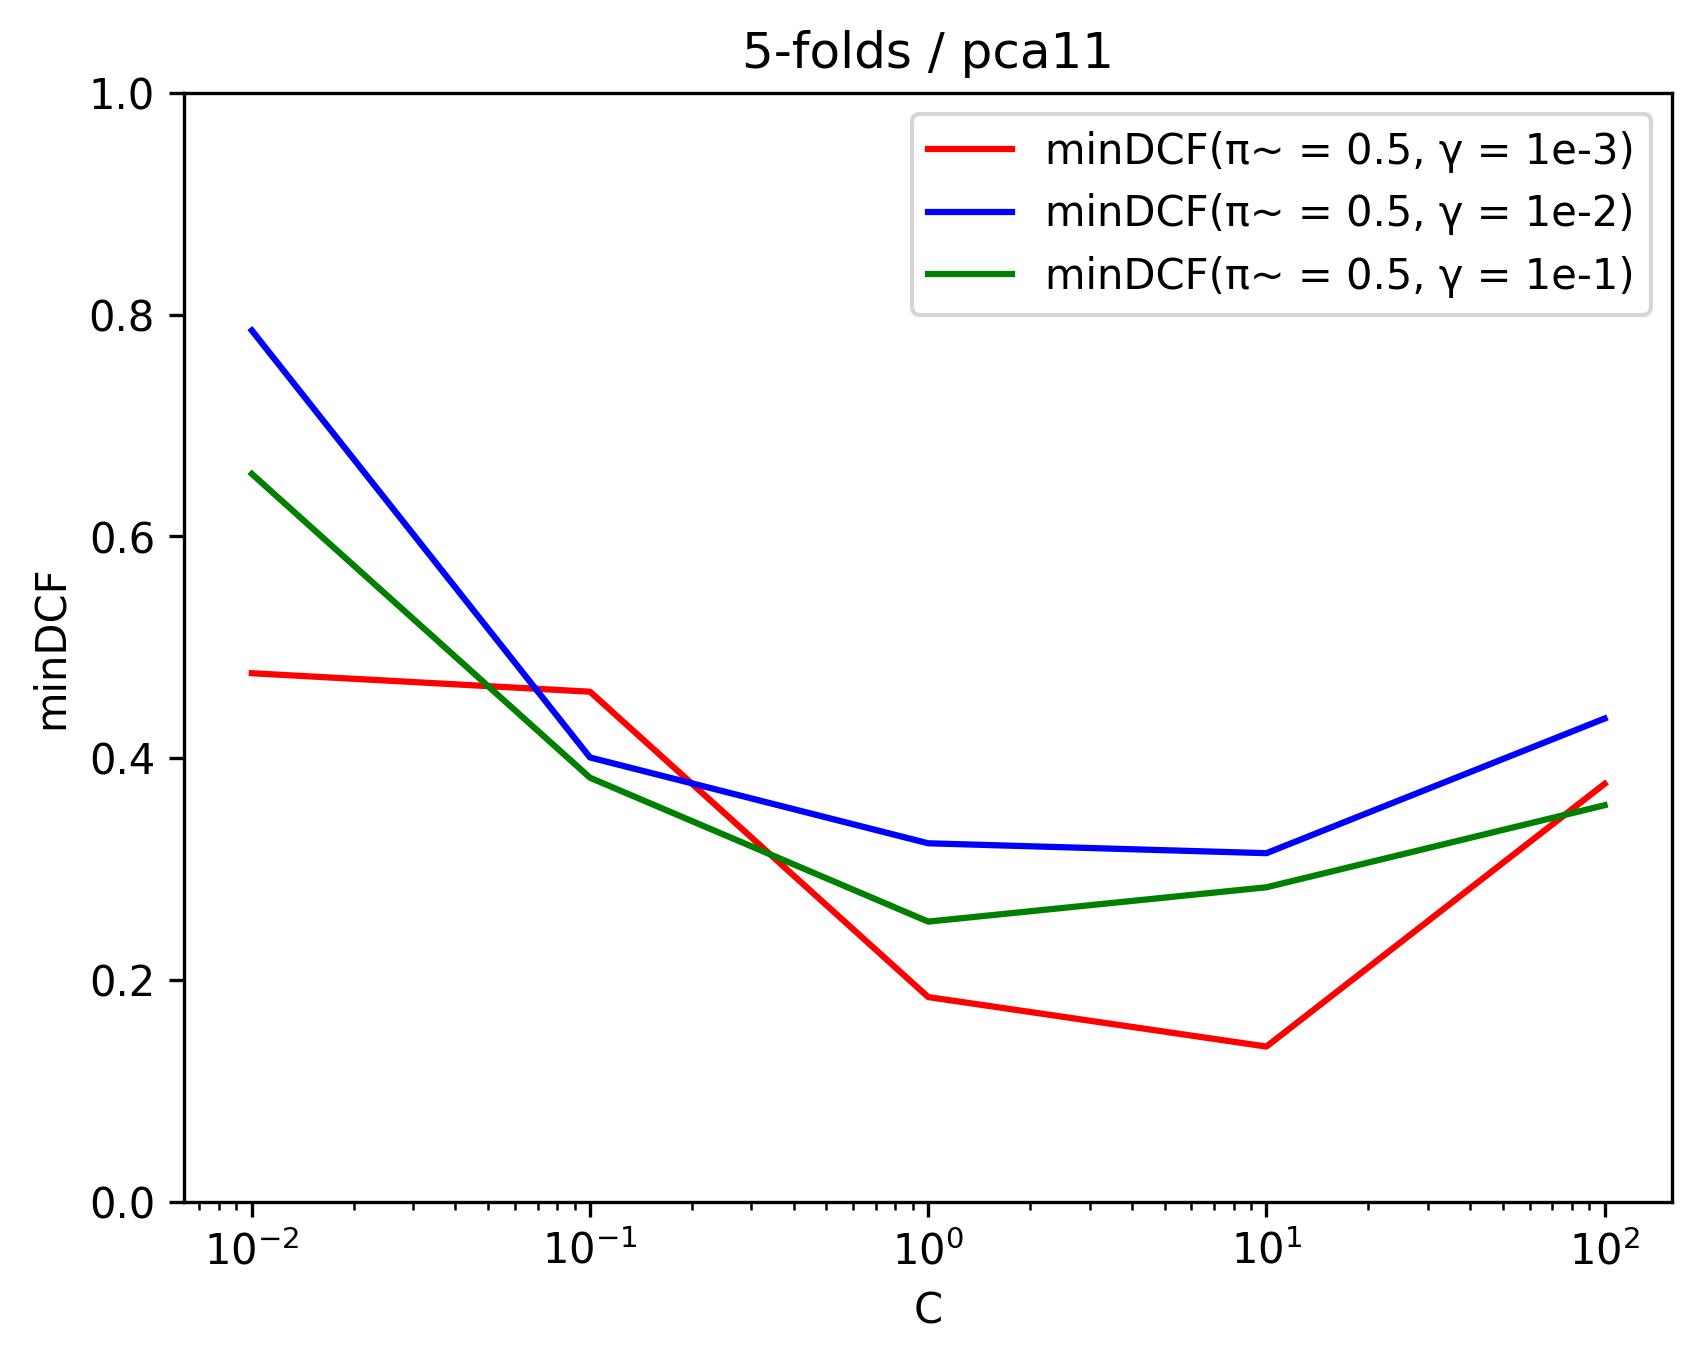 5-folds / pca11
minDCF(π~ = 0.5, γ = 1e-3)
minDCF(π~ = 0.5, γ = 1e-2)
minDCF(π~ = 0.5, γ = 1e-1)
1.0
0.8
0.6
0.4
0.2
0.0
minDCF
10⁻² 10⁻¹ 10⁰ 10¹ 10²
C